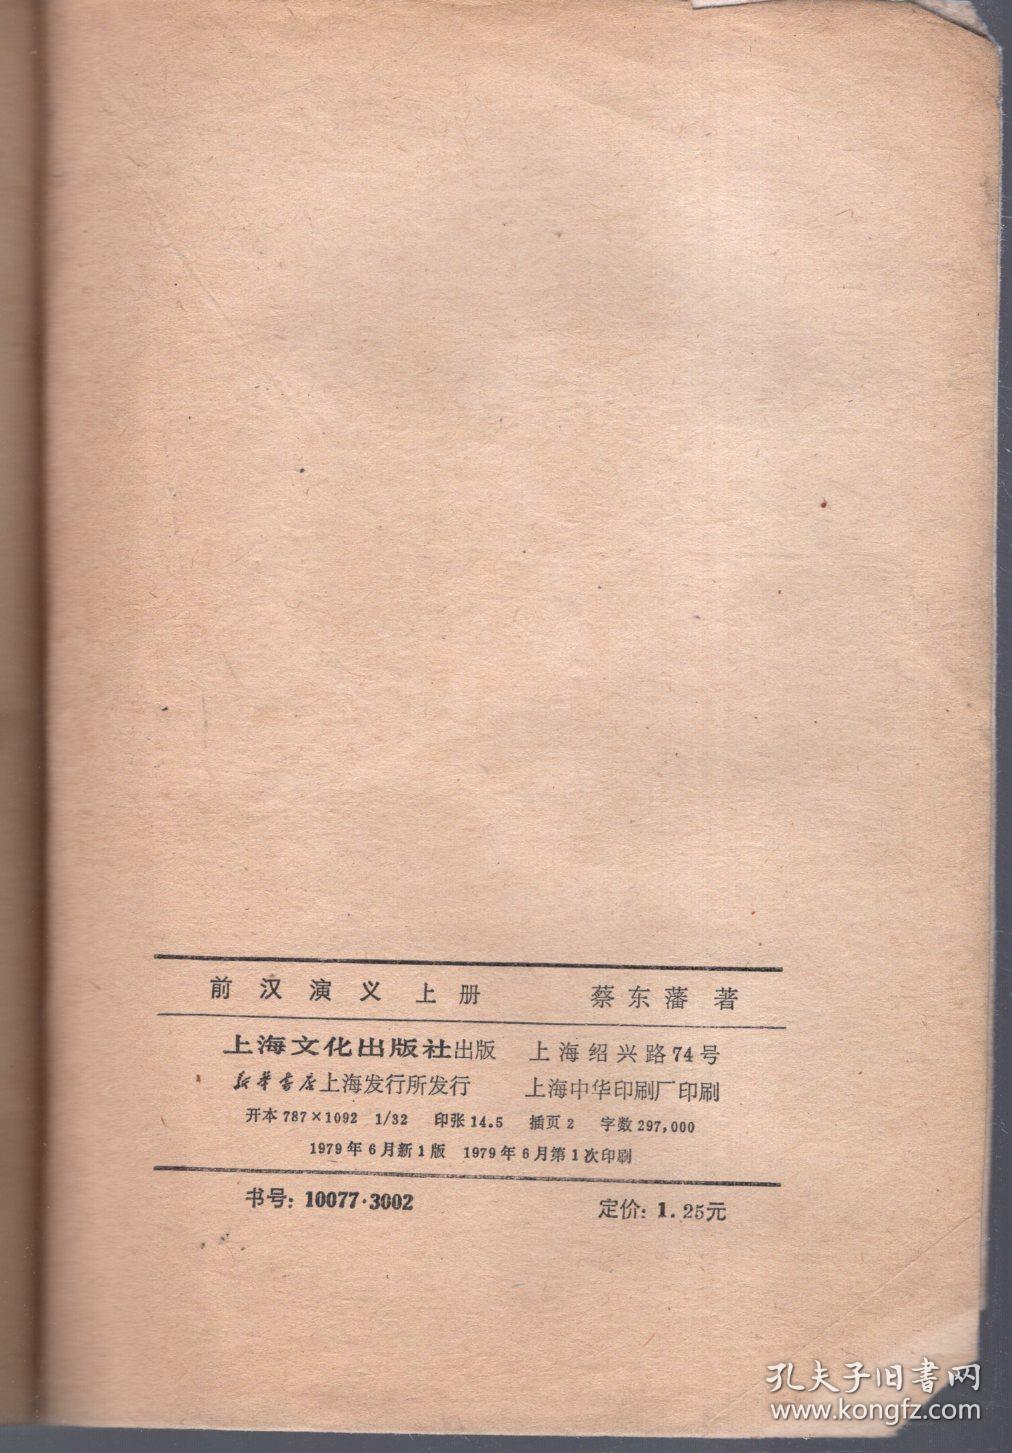 前汉演义 上册 蔡东藩 著
上海文化出版社出版 上海绍兴路74号
新华书店上海发行所发行 上海中华印刷厂印刷
开本 787×1092 1/32 印张 14.5 插页 2 字数 297,000
1979年6月新1版 1979年6月第1次印刷
书号: 10077·3002 定价: 1.25元
孔夫子旧书网
www.kongfz.com